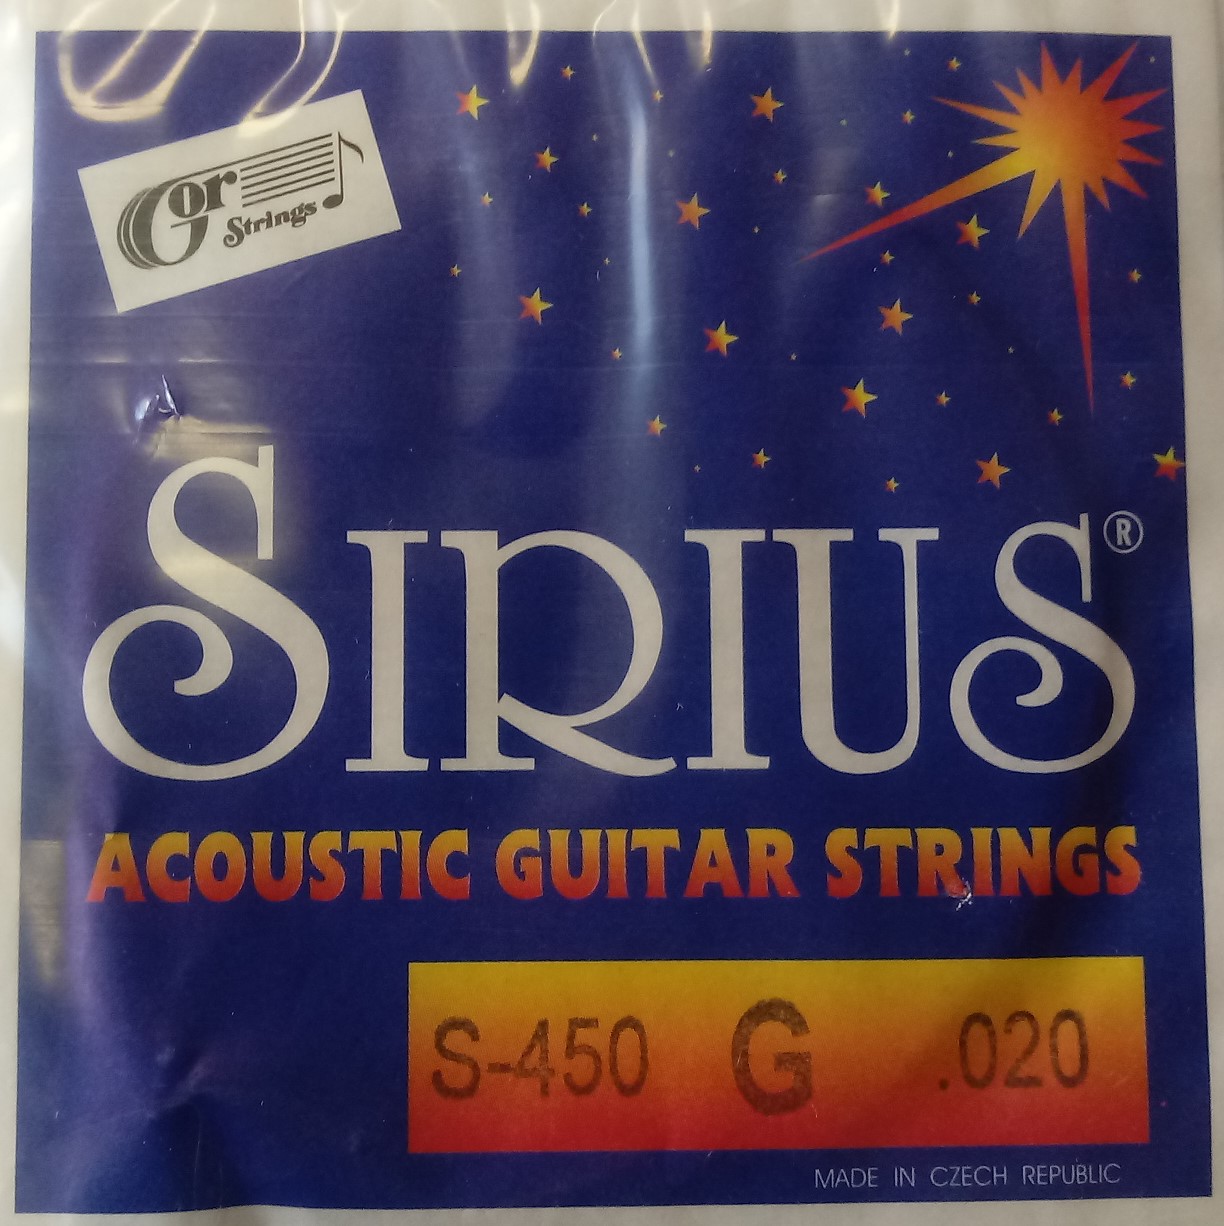 Gor
Strings
SIRIUS®
ACOUSTIC GUITAR STRINGS
S-450 G .020
MADE IN CZECH REPUBLIC